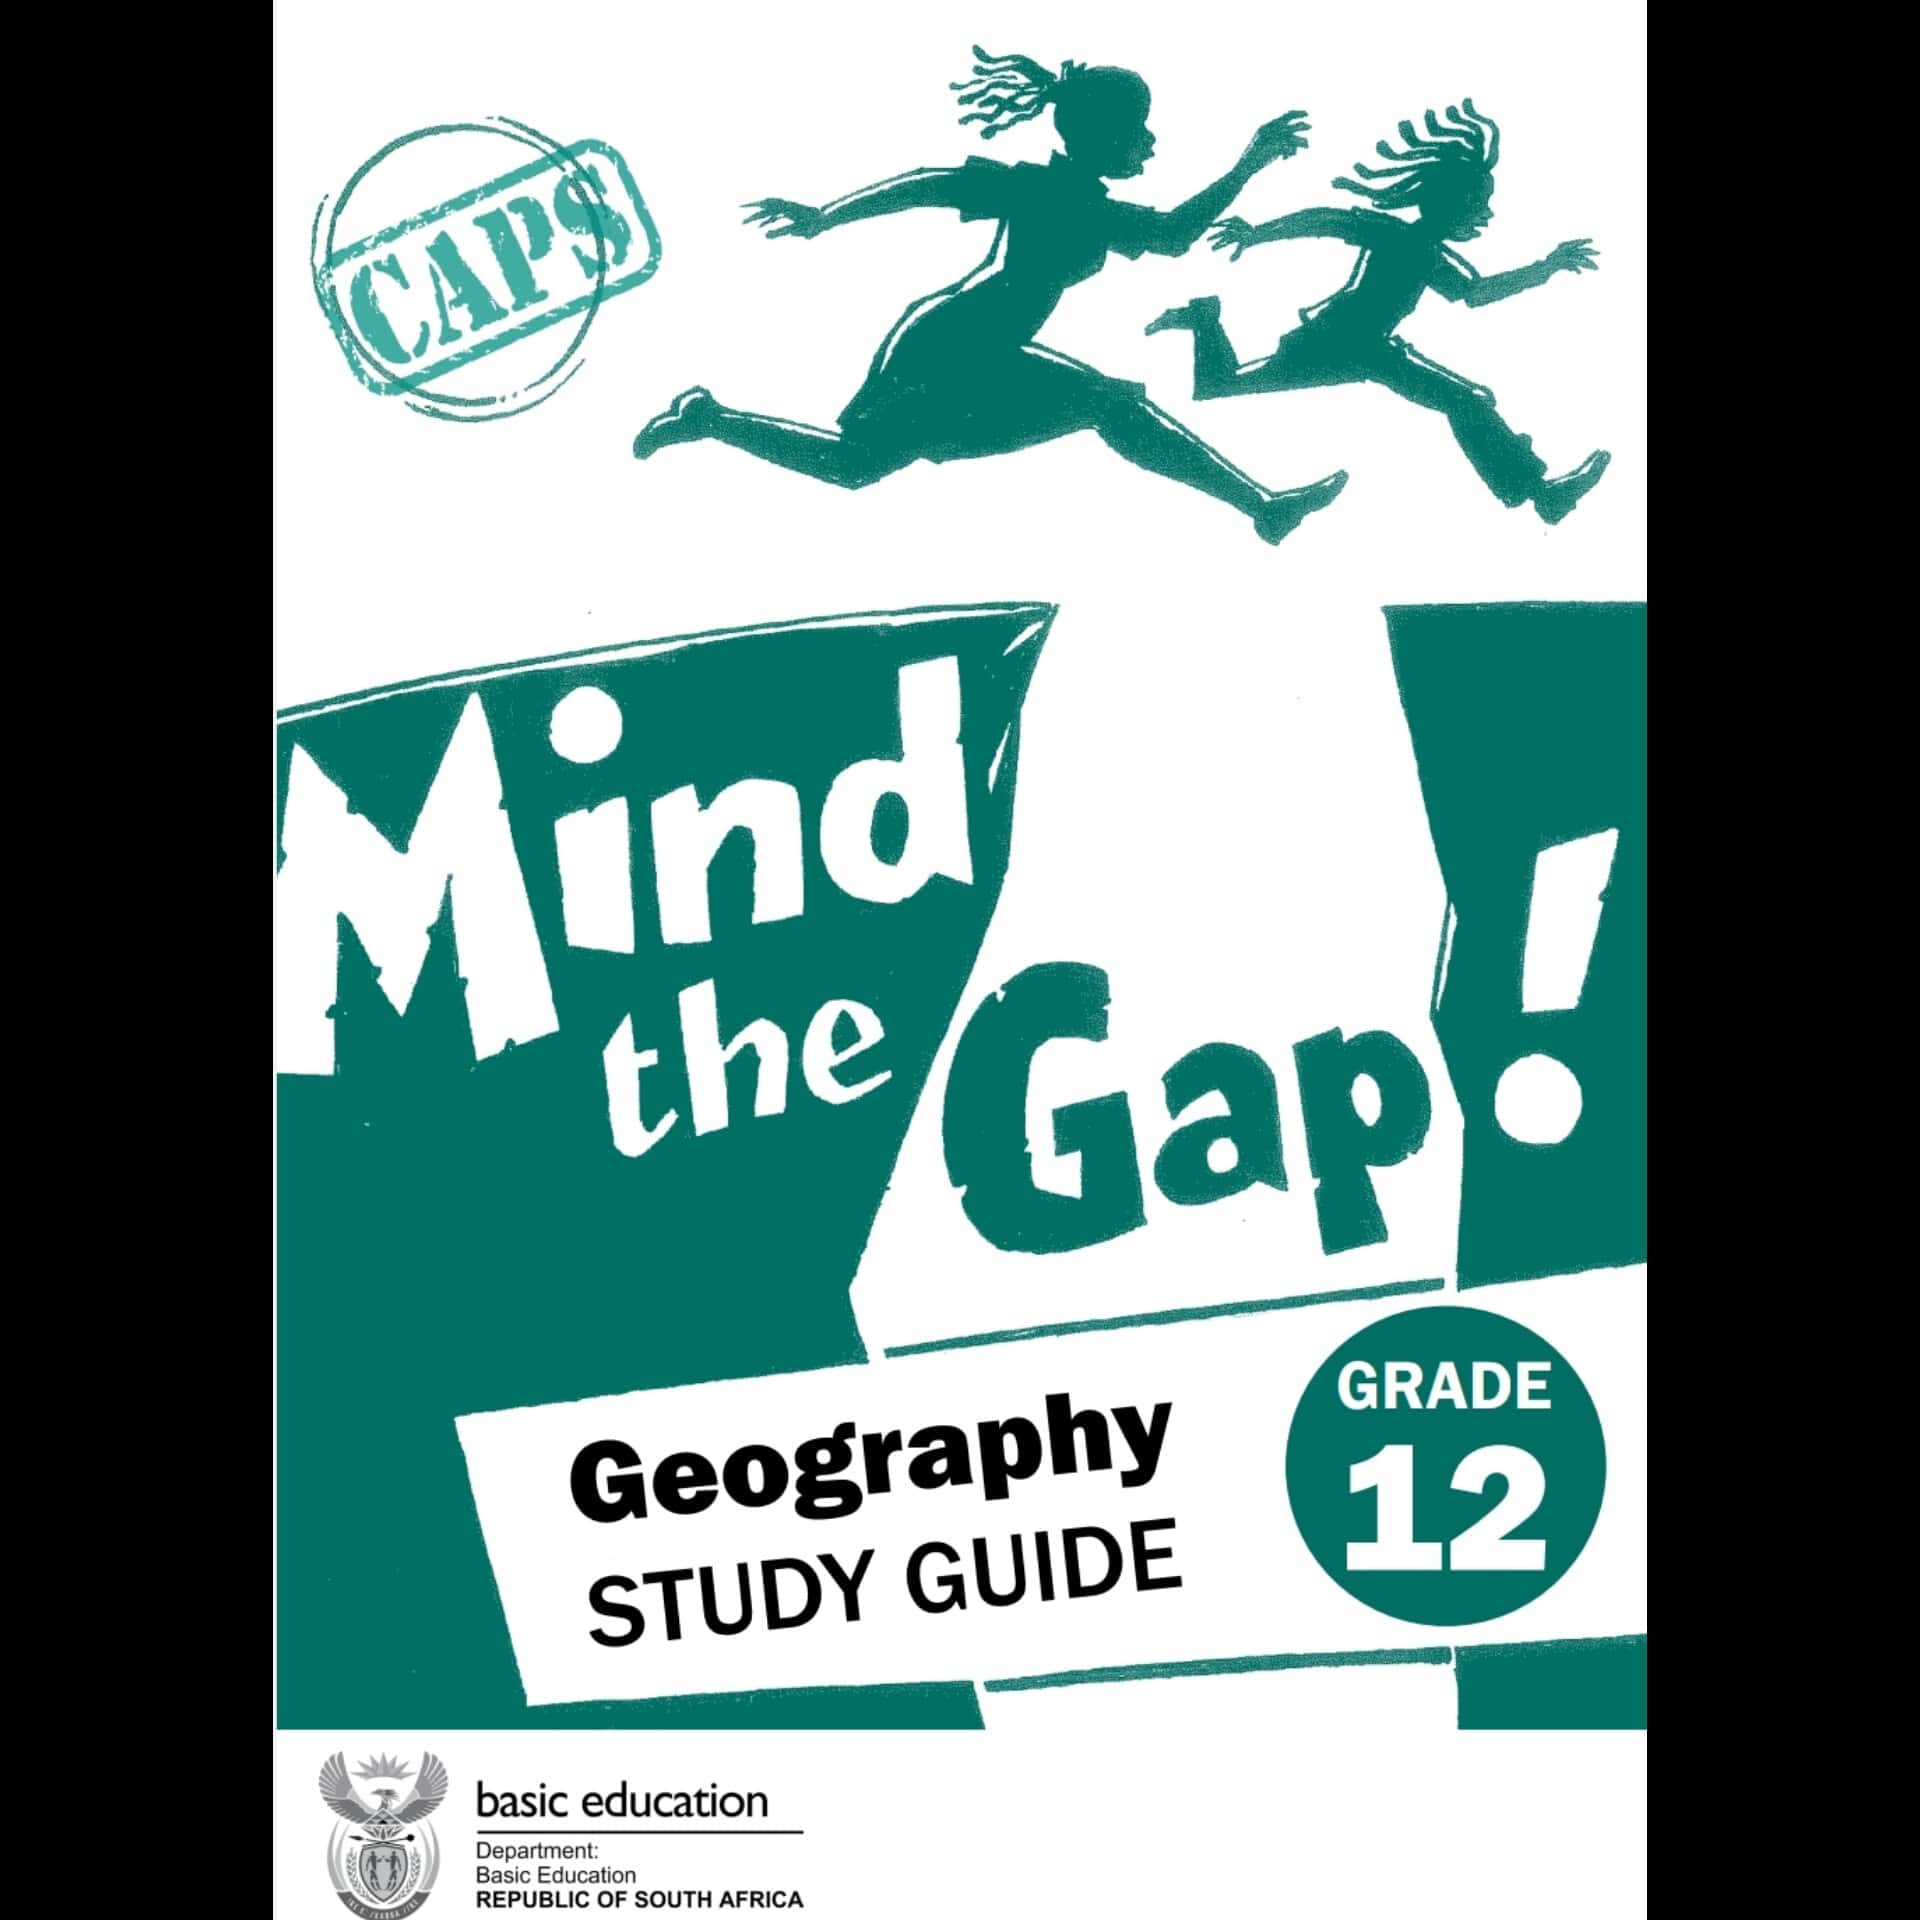 CAPS
Mind
the Gap!
Geography
STUDY GUIDE
GRADE
12
basic education
Department:
Basic Education
REPUBLIC OF SOUTH AFRICA